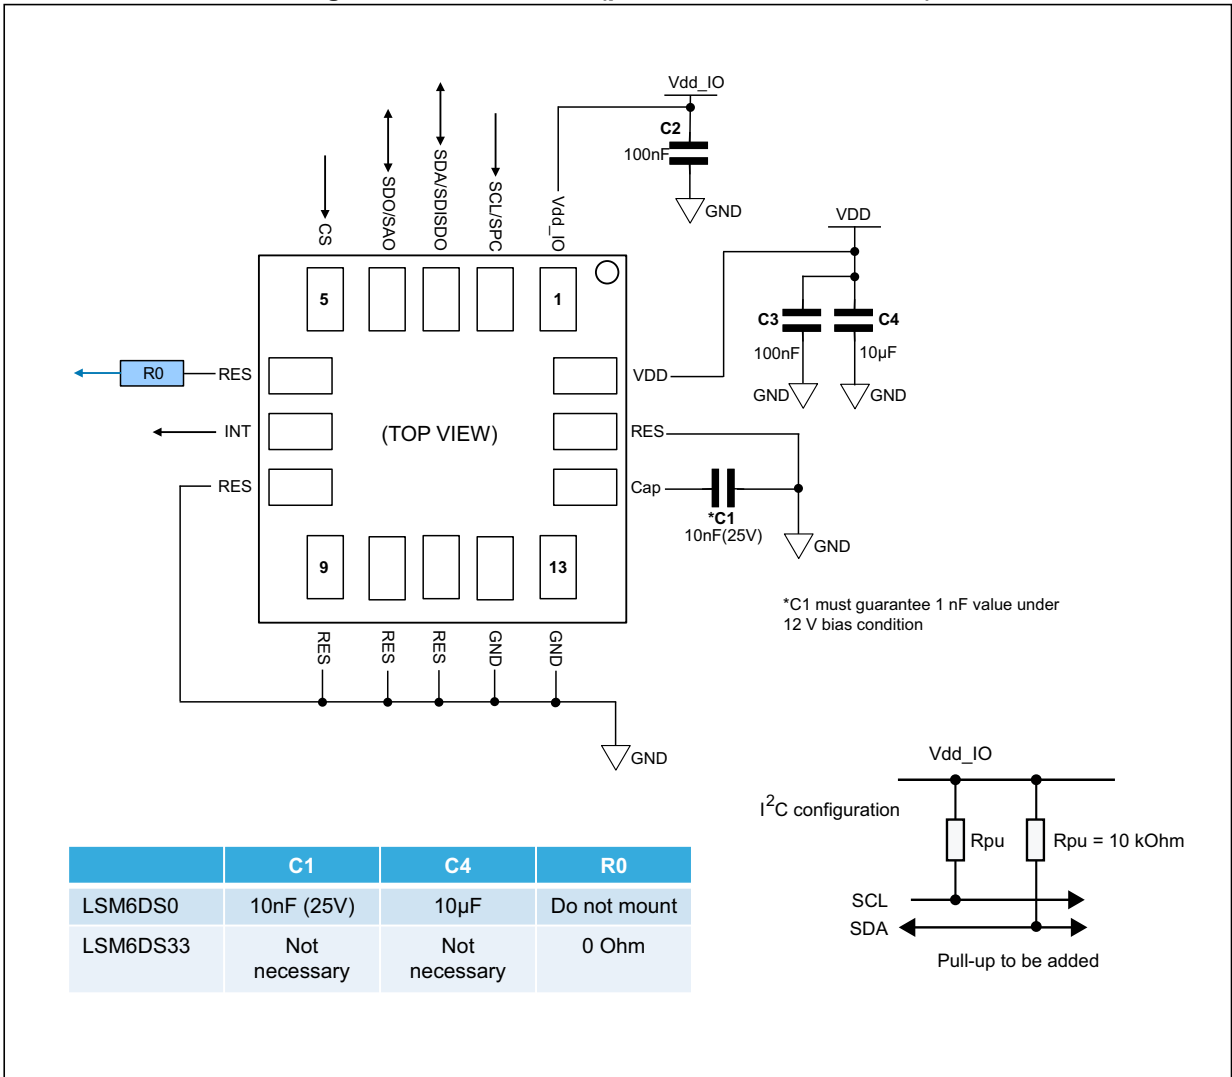 Vdd_IO
C2
100nF
GND
CS
SDO/SAO
SDA/SDISDO
SCL/SPC
Vdd_IO
VDD
C3
C4
100nF
10µF
GND
GND
5
1
R0
RES
VDD
INT
(TOP VIEW)
RES
RES
Cap
*C1
10nF(25V)
GND
9
13
*C1 must guarantee 1 nF value under
12 V bias condition
RES
RES
RES
GND
GND
GND
Vdd_IO
I2C configuration
Rpu
Rpu = 10 kOhm
SCL
SDA
Pull-up to be added
C1 C4 R0
LSM6DS0 10nF (25V) 10µF Do not mount
LSM6DS33 Not necessary Not necessary 0 Ohm